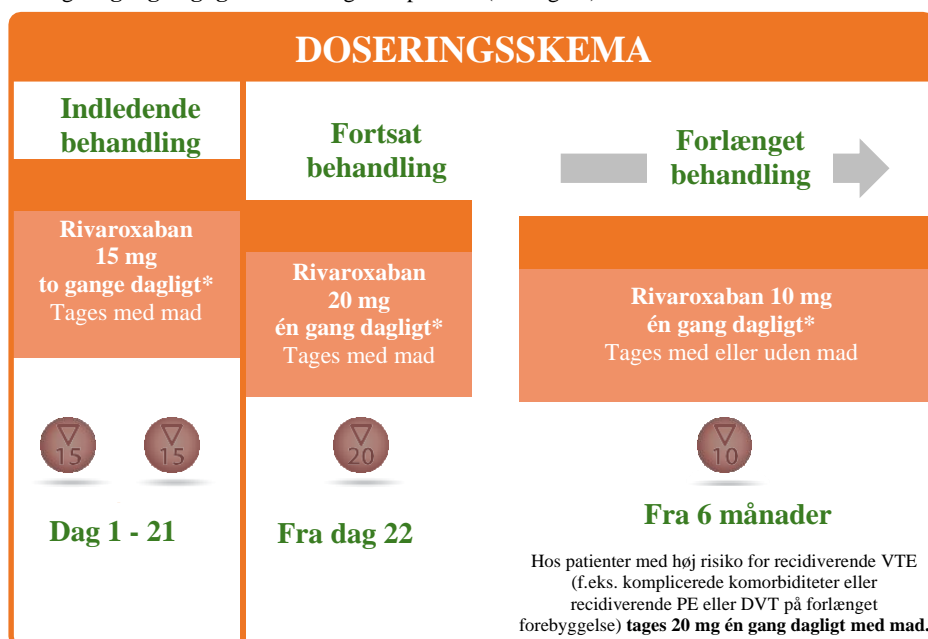 DOSERINGSSKEMA
Indledende
behandling
Rivaroxaban
15 mg
to gange dagligt*
Tages med mad
15
15
Dag 1 - 21
Fortsat
behandling
Rivaroxaban
20 mg
én gang dagligt*
Tages med mad
20
Fra dag 22
Forlænget
behandling
Rivaroxaban 10 mg
én gang dagligt*
Tages med eller uden mad
10
Fra 6 månader
Hos patienter med høj risiko for recidiverende VTE
(f.eks. komplicerede komorbiditeter eller
recidiverende PE eller DVT på forlænget
forebyggelse) tages 20 mg én gang dagligt med mad.